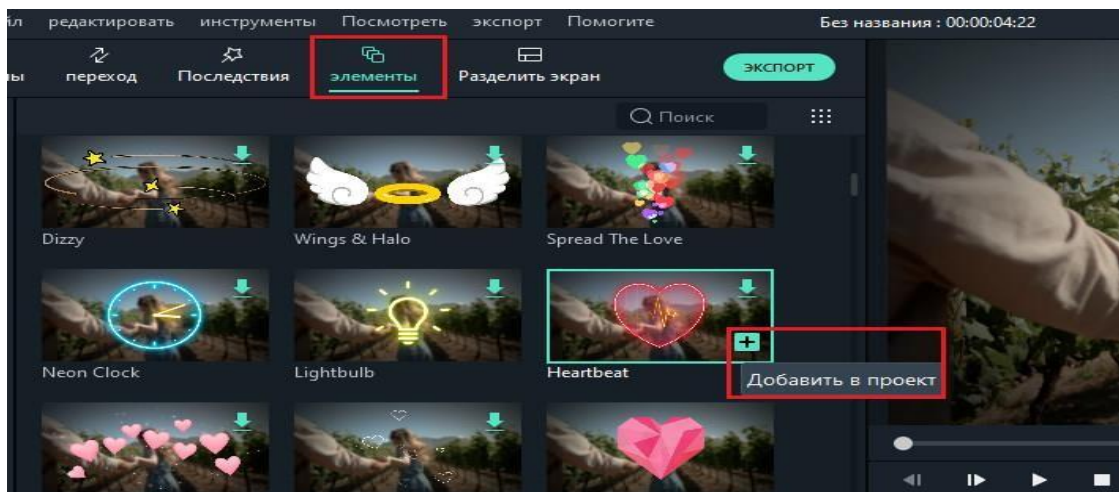 йл редактировать инструменты Посмотреть экспорт Помогите Без названия : 00:00:04:22
ны переход Последствия элементы Разделить экран ЭКСПОРТ
Поиск
Dizzy Wings & Halo Spread The Love
Neon Clock Lightbulb Heartbeat
Добавить в проект